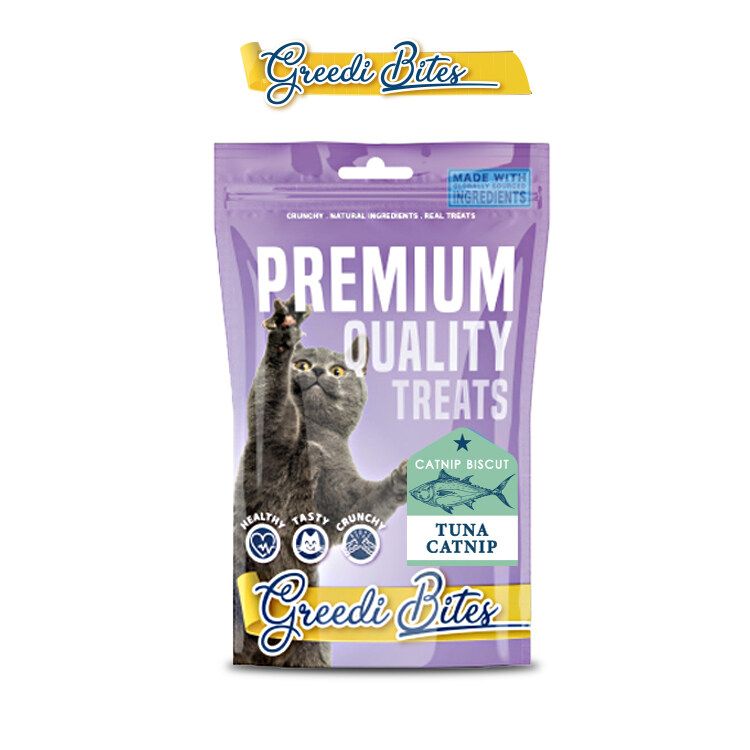 Greedi Bites
MADE WITH
GLOBALLY SOURCED
INGREDIENTS
CRUNCHY . NATURAL INGREDIENTS . REAL TREATS
PREMIUM
QUALITY
TREATS
CATNIP BISCUT
TUNA
CATNIP
HEALTHY
TASTY
CRUNCHY
Greedi Bites